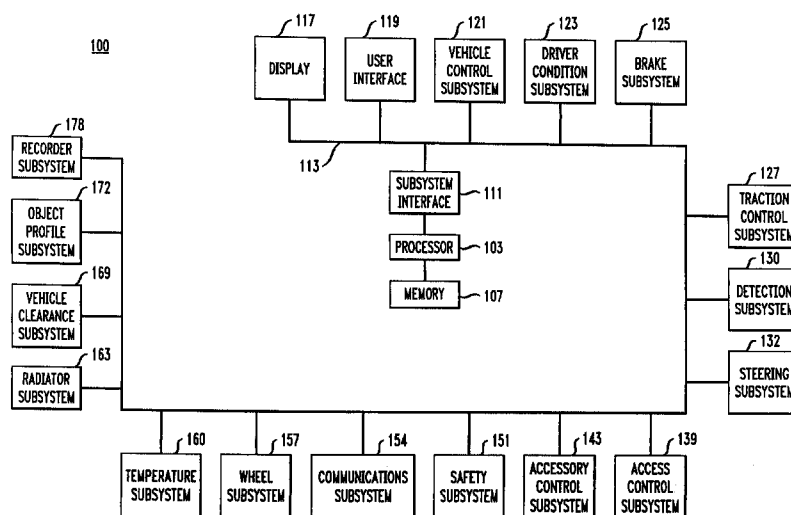 100
117
DISPLAY
119
USER
INTERFACE
121
VEHICLE
CONTROL
SUBSYSTEM
123
DRIVER
CONDITION
SUBSYSTEM
125
BRAKE
SUBSYSTEM
113
SUBSYSTEM
INTERFACE
111
PROCESSOR
103
MEMORY
107
178
RECORDER
SUBSYSTEM
172
OBJECT
PROFILE
SUBSYSTEM
169
VEHICLE
CLEARANCE
SUBSYSTEM
163
RADIATOR
SUBSYSTEM
127
TRACTION
CONTROL
SUBSYSTEM
130
DETECTION
SUBSYSTEM
132
STEERING
SUBSYSTEM
160
TEMPERATURE
SUBSYSTEM
157
WHEEL
SUBSYSTEM
154
COMMUNICATIONS
SUBSYSTEM
151
SAFETY
SUBSYSTEM
143
ACCESSORY
CONTROL
SUBSYSTEM
139
ACCESS
CONTROL
SUBSYSTEM